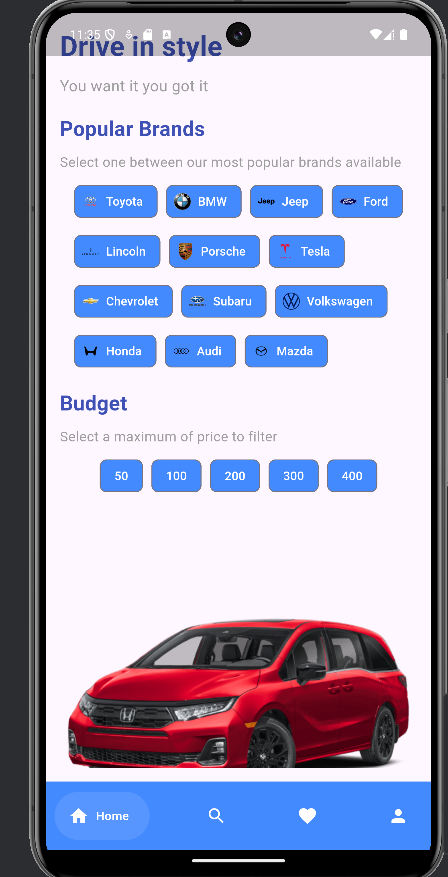 11:35
Drive in style
You want it you got it
Popular Brands
Select one between our most popular brands available
Toyota BMW Jeep Jeep Ford
Lincoln Porsche Tesla
Chevrolet Subaru Volkswagen
Honda Audi Mazda
Budget
Select a maximum of price to filter
50 100 200 300 400
Home